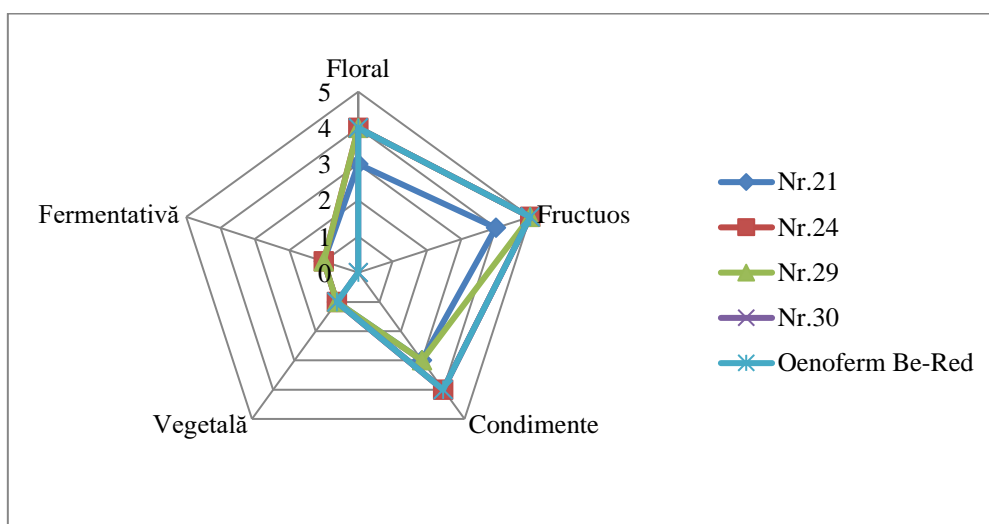 Floral
5
4
3
2
1
0
Fermentativă
Fructuos
Vegetală
Condimente
Nr.21
Nr.24
Nr.29
Nr.30
Oenoferm Be-Red